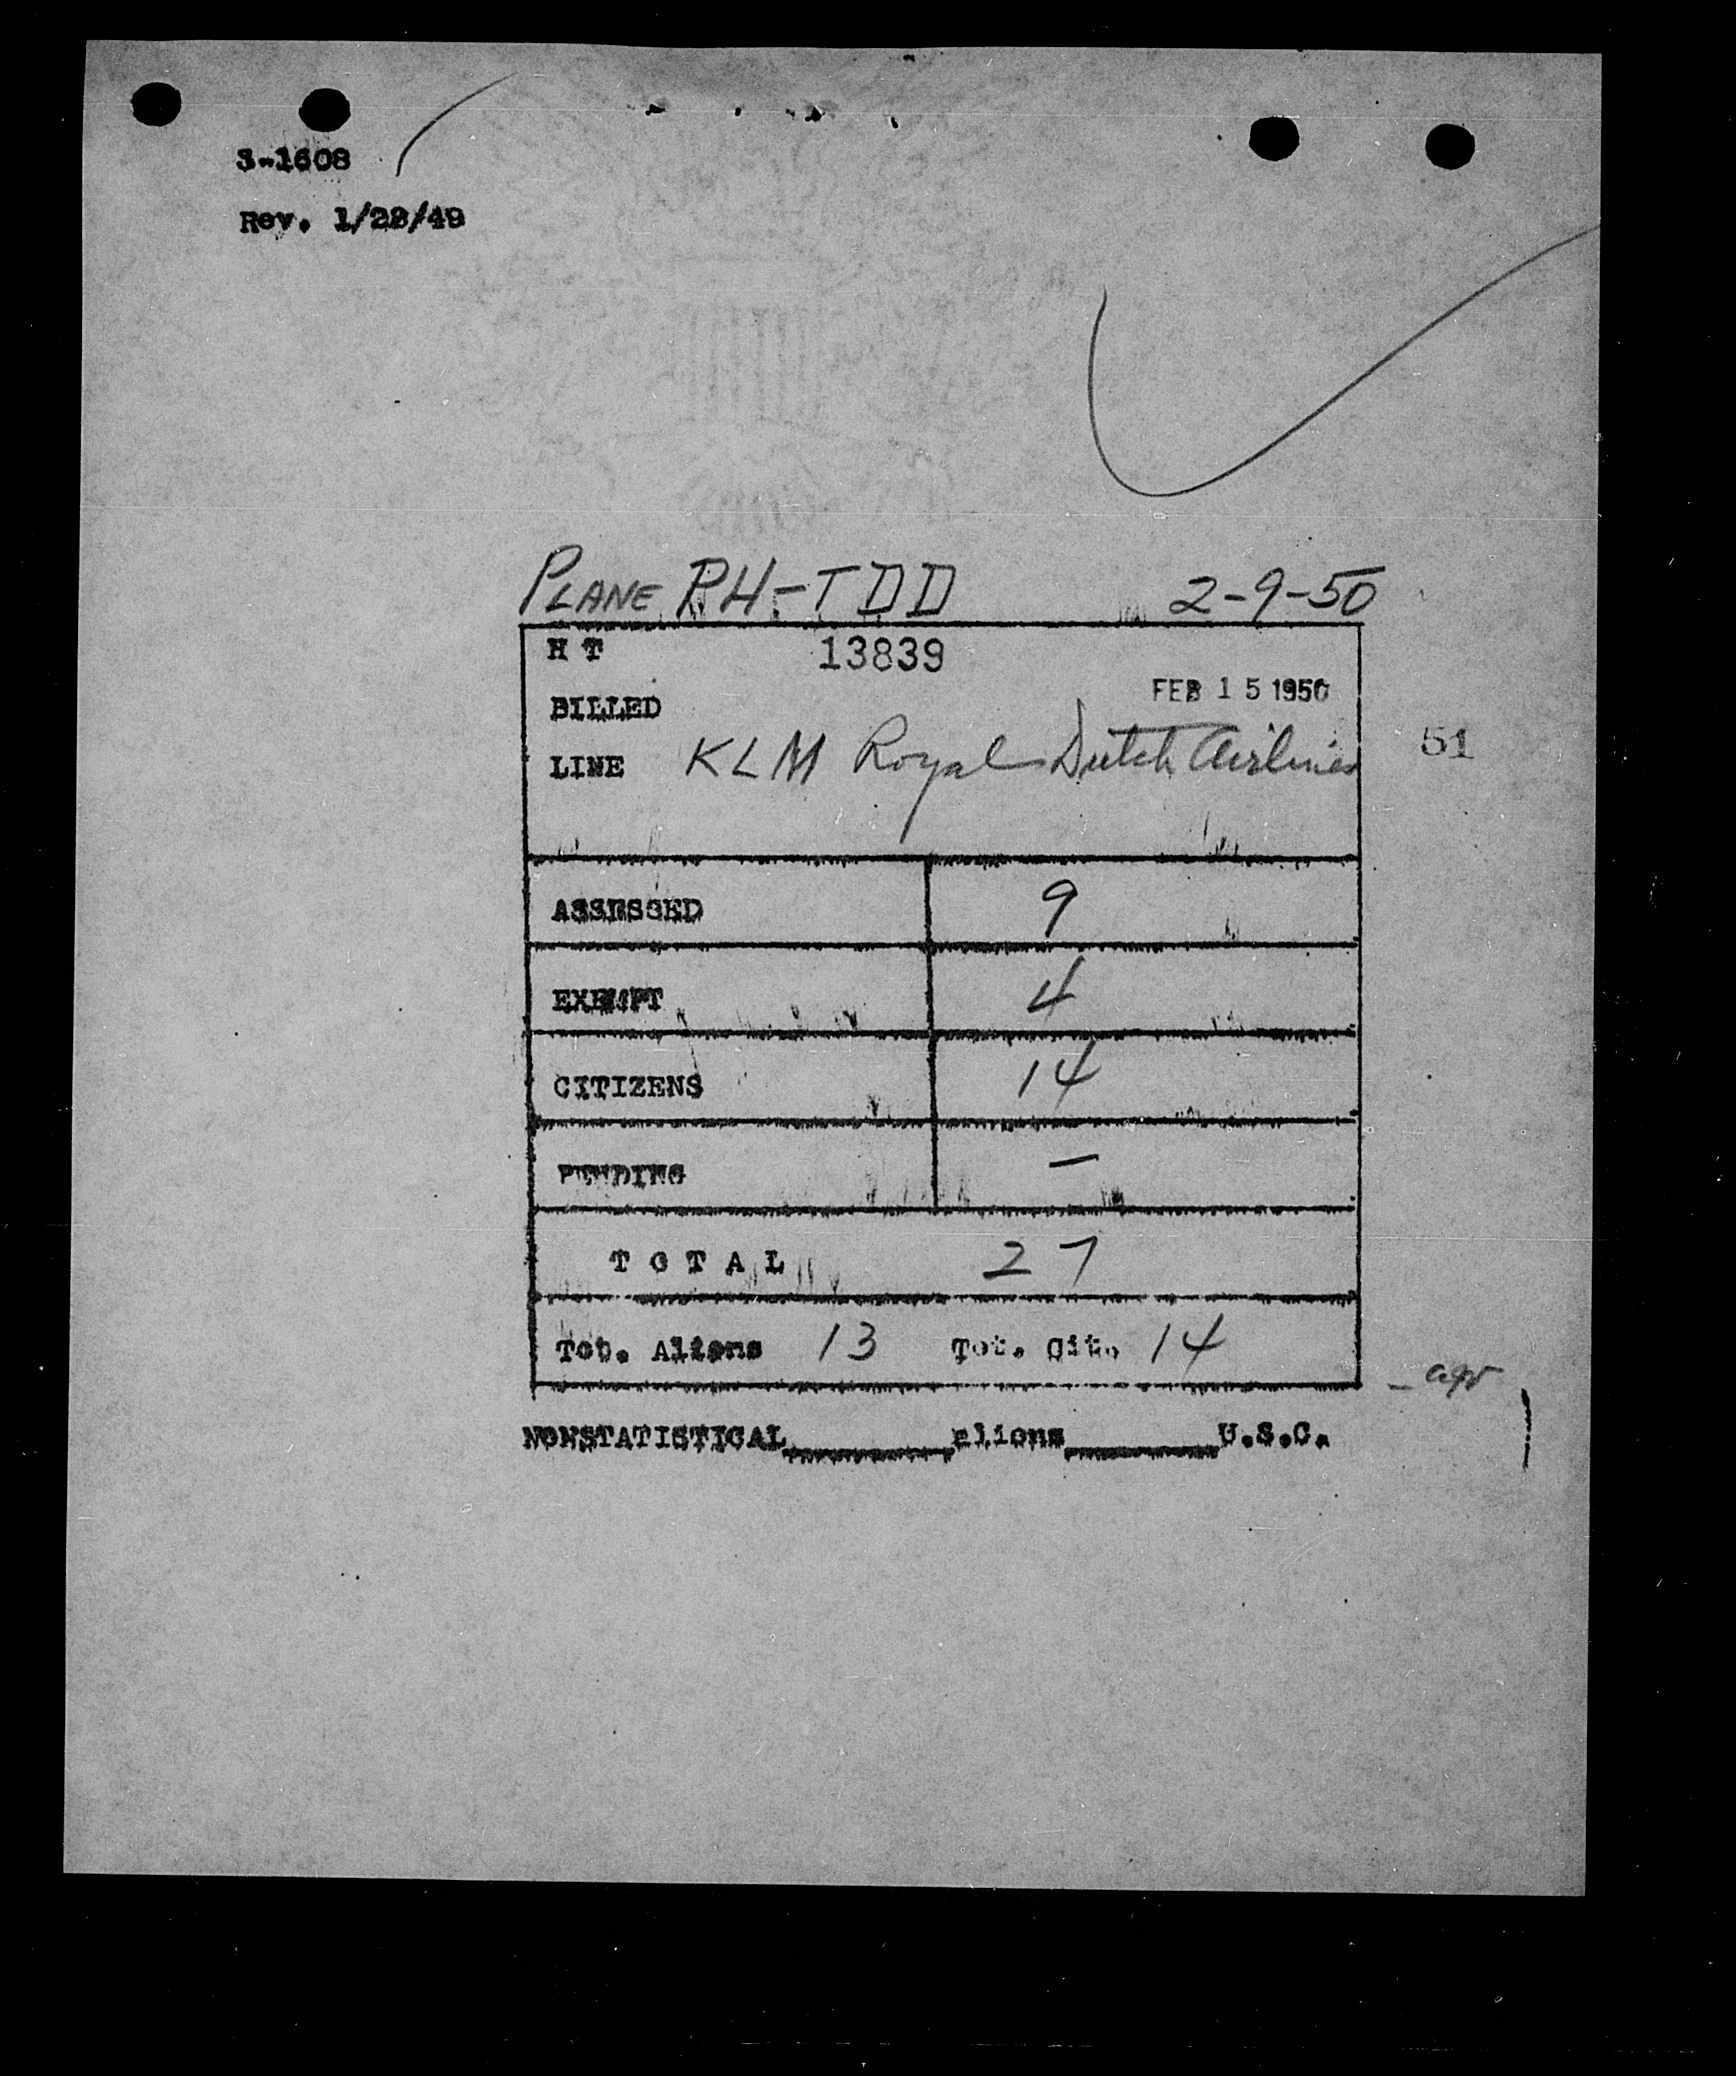 3-1608
Rev. 1/28/49
PLANE PH-TDD 2-9-50
H T 13839
FEB 15 1950
BILLED
LINE KLM Royal Dutch Airlines 51
ASSESSED 9
EXEMPT 4
CITIZENS 14
PENDING —
TOTAL 27
Tot. Aliens 13 Tot. Cit. 14
NONSTATISTICAL aliens U.S.C.